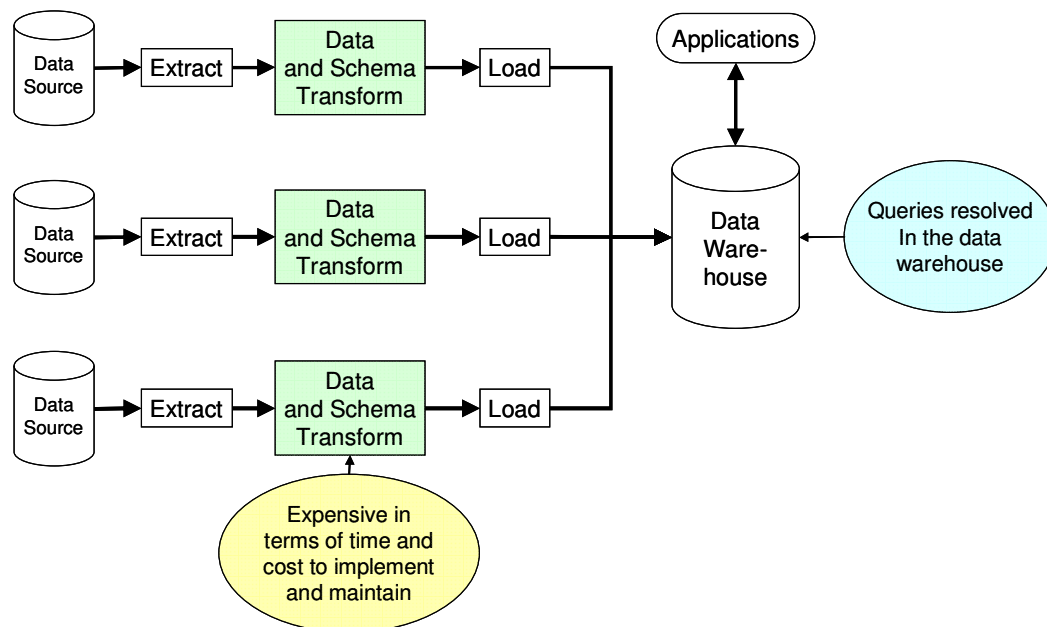 Data
Source
Extract
Data
and Schema
Transform
Load
Applications
Data
Source
Extract
Data
and Schema
Transform
Load
Data
Ware-
house
Queries resolved
In the data
warehouse
Data
Source
Extract
Data
and Schema
Transform
Load
Expensive in
terms of time and
cost to implement
and maintain